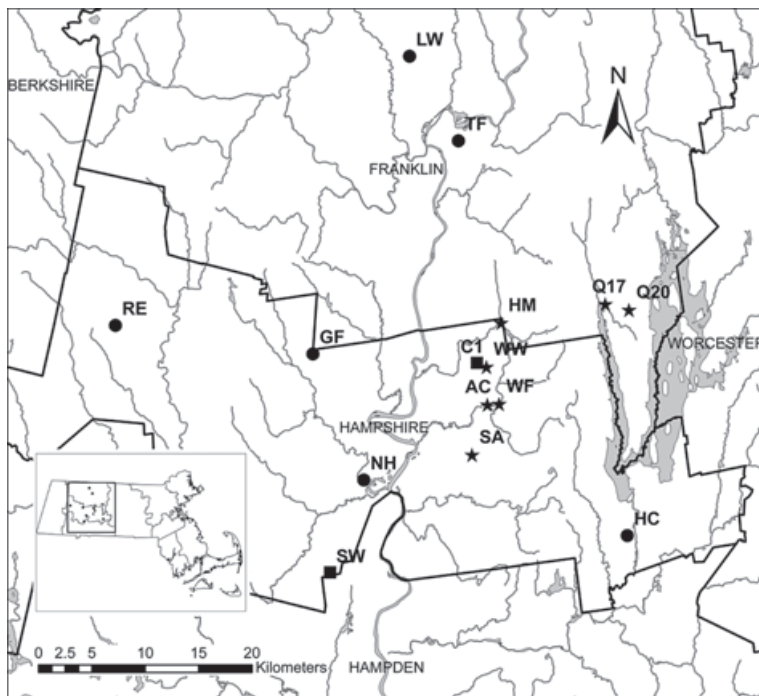 LW
BERKSHIRE
N
TF
FRANKLIN
Q17
Q20
RE
HM
GF
C1
WW
WORCESTER
AC
WF
HAMPSHIRE
SA
NH
HC
SW
0 2.5 5 10 15 20
Kilometers
HAMPDEN